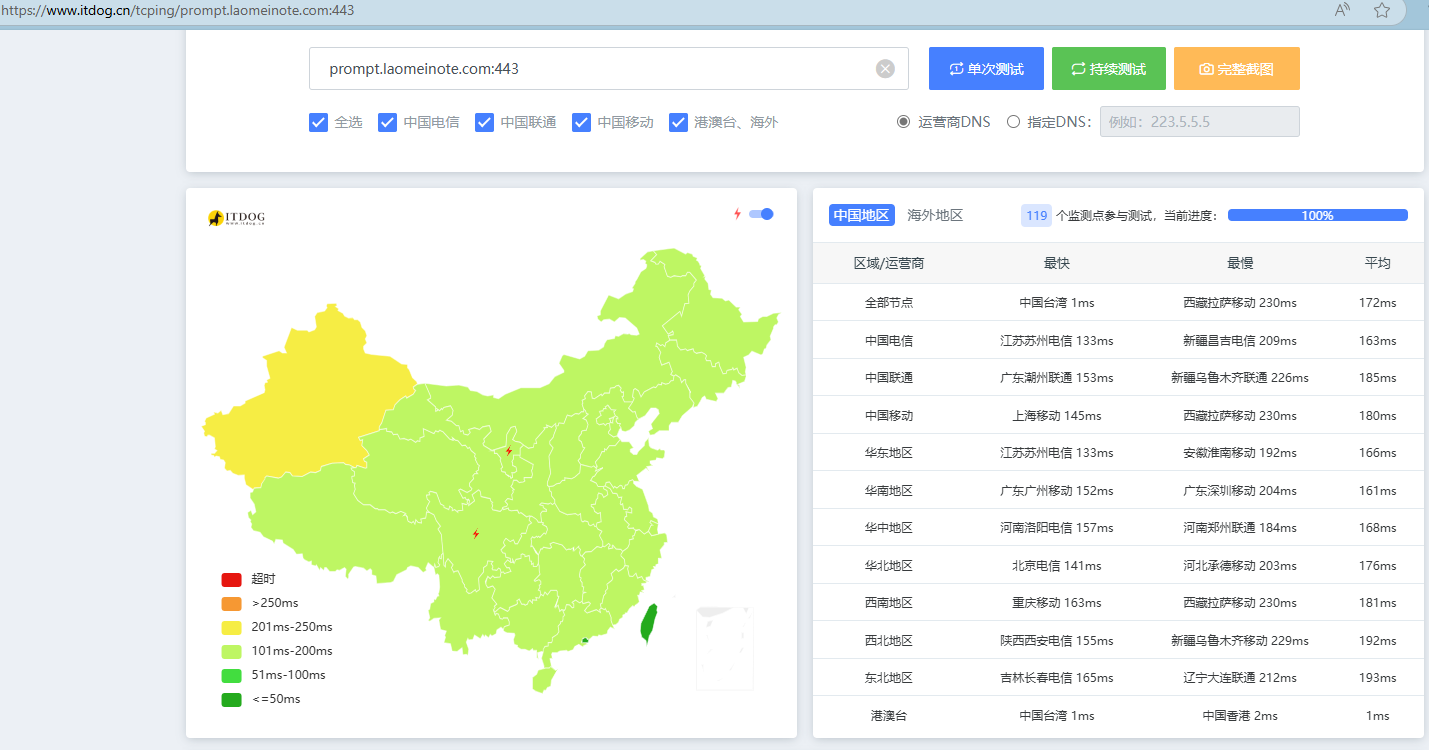 https://www.itdog.cn/tcping/prompt.laomeinote.com:443
prompt.laomeinote.com:443
单次测试
持续测试
完整截图
全选 中国电信 中国联通 中国移动 港澳台、海外
运营商DNS 指定DNS: 例如: 223.5.5.5
ITDOG
www.itdog.cn
超时
>250ms
201ms-250ms
101ms-200ms
51ms-100ms
<=50ms
中国地区 海外地区 119 个监测点参与测试，当前进度： 100%
区域/运营商 最快 最慢 平均
全部节点 中国台湾 1ms 西藏拉萨移动 230ms 172ms
中国电信 江苏苏州电信 133ms 新疆昌吉电信 209ms 163ms
中国联通 广东潮州联通 153ms 新疆乌鲁木齐联通 226ms 185ms
中国移动 上海移动 145ms 西藏拉萨移动 230ms 180ms
华东地区 江苏苏州电信 133ms 安徽淮南移动 192ms 166ms
华南地区 广东广州移动 152ms 广东深圳移动 204ms 161ms
华中地区 河南洛阳电信 157ms 河南郑州联通 184ms 168ms
华北地区 北京电信 141ms 河北承德移动 203ms 176ms
西南地区 重庆移动 163ms 西藏拉萨移动 230ms 181ms
西北地区 陕西西安电信 155ms 新疆乌鲁木齐移动 229ms 192ms
东北地区 吉林长春电信 165ms 辽宁大连联通 212ms 193ms
港澳台 中国台湾 1ms 中国香港 2ms 1ms